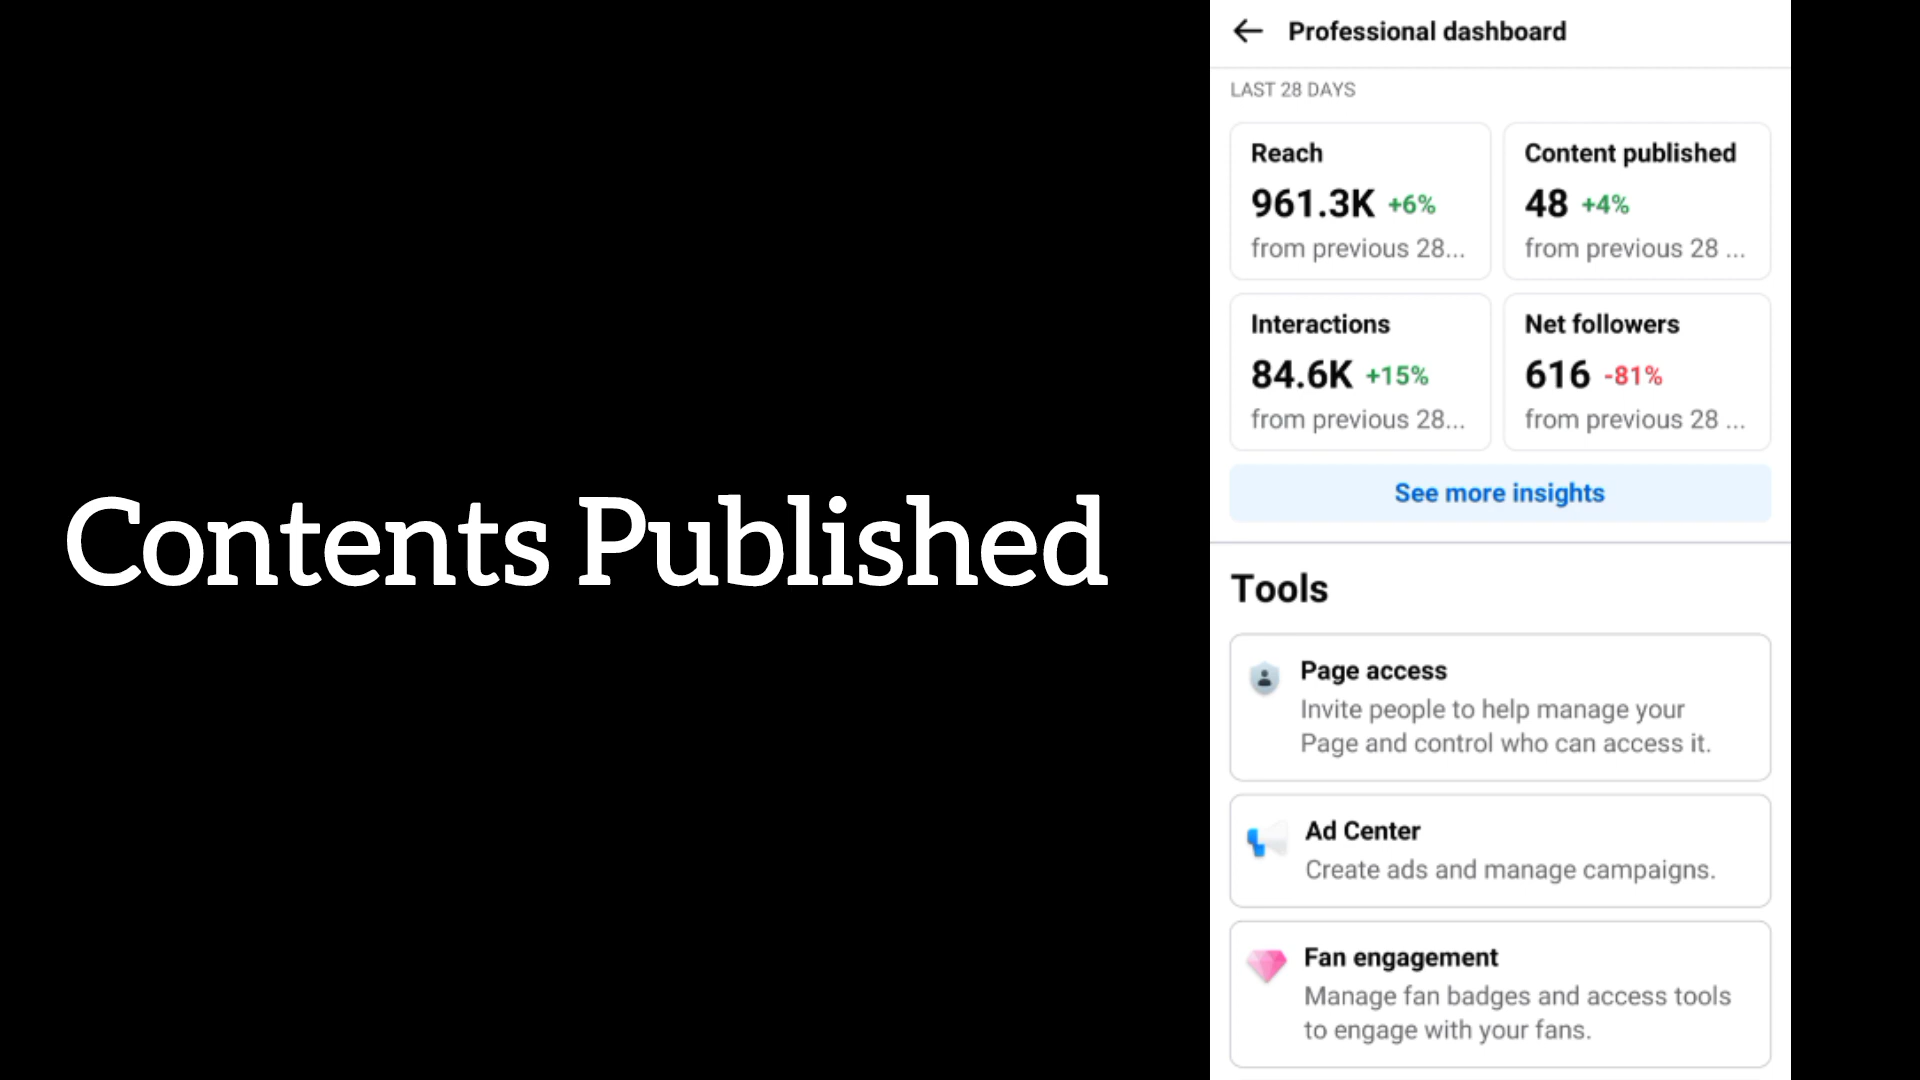 Contents Published
Professional dashboard
LAST 28 DAYS
Reach
961.3K +6%
from previous 28...
Content published
48 +4%
from previous 28 ...
Interactions
84.6K +15%
from previous 28...
Net followers
616 -81%
from previous 28 ...
See more insights
Tools
Page access
Invite people to help manage your
Page and control who can access it.
Ad Center
Create ads and manage campaigns.
Fan engagement
Manage fan badges and access tools
to engage with your fans.